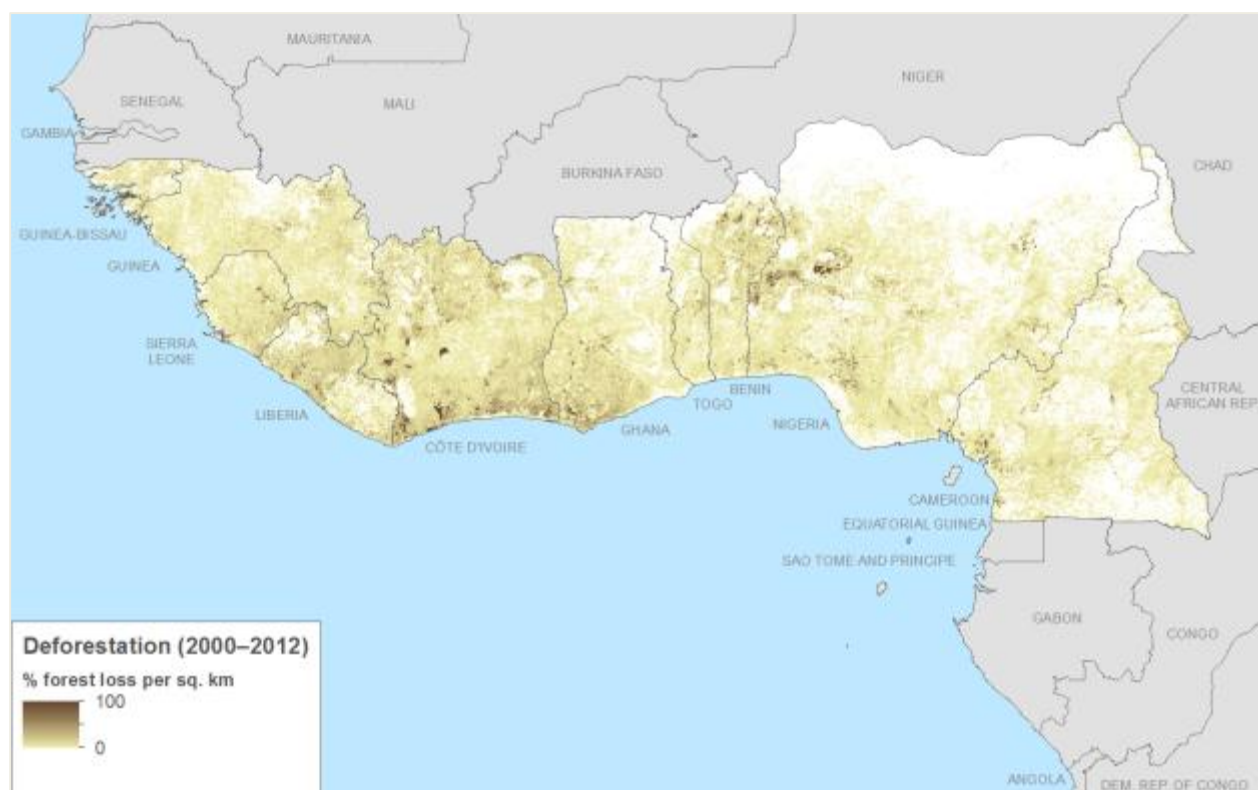 MAURITANIA
NIGER
SENEGAL
MALI
GAMBIA
CHAD
BURKINA FASO
GUINEA-BISSAU
GUINEA
SIERRA
LEONE
CENTRAL
AFRICAN REP
BENIN
TOGO
LIBERIA
NIGERIA
GHANA
CÔTE D'IVOIRE
CAMEROON
EQUATORIAL GUINEA
SAO TOME AND PRINCIPE
GABON
CONGO
Deforestation (2000–2012)
% forest loss per sq. km
100
0
ANGOLA
DEM. REP. OF CONGO